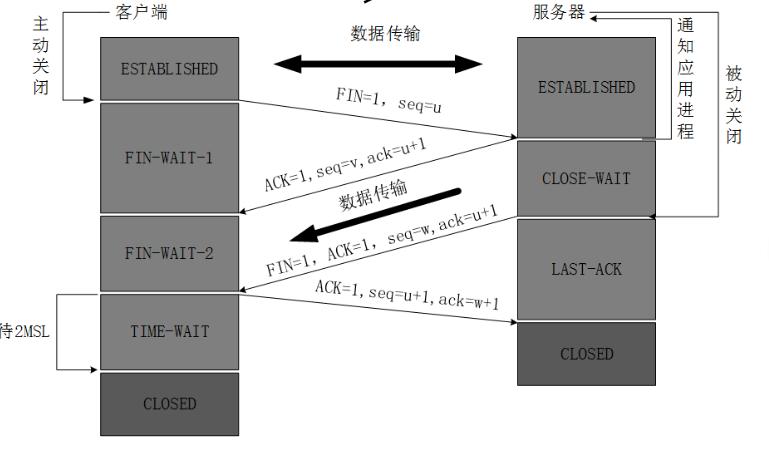 客户端
服务器
主动关闭
数据传输
通知应用进程
被动关闭
ESTABLISHED
ESTABLISHED
FIN=1, seq=u
FIN-WAIT-1
ACK=1,seq=v,ack=u+1
CLOSE-WAIT
数据传输
FIN-WAIT-2
FIN=1, ACK=1, seq=w,ack=u+1
LAST-ACK
ACK=1,seq=u+1,ack=w+1
待2MSL
TIME-WAIT
CLOSED
CLOSED